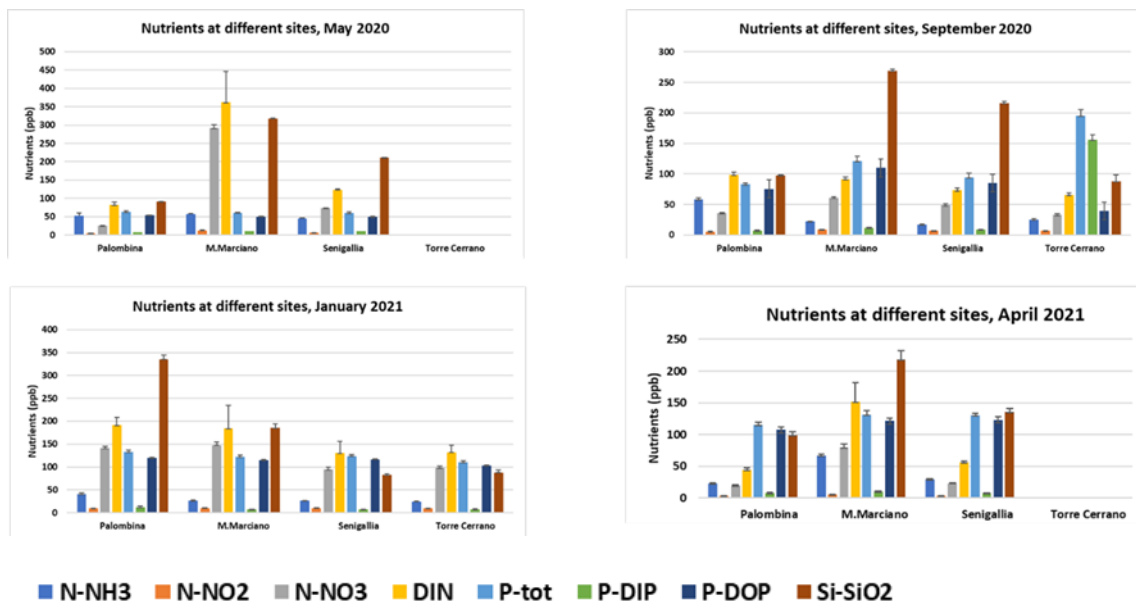 Nutrients at different sites, May 2020
Nutrients (ppb)
500
450
400
350
300
250
200
150
100
50
0
Palombina M.Marciano Senigallia Torre Cerrano
Nutrients at different sites, September 2020
Nutrients (ppb)
300
250
200
150
100
50
0
Palombina M.Marciano Senigallia Torre Cerrano
Nutrients at different sites, January 2021
Nutrients (ppb)
400
350
300
250
200
150
100
50
0
Palombina M.Marciano Senigallia Torre Cerrano
Nutrients at different sites, April 2021
Nutrients (ppb)
250
200
150
100
50
0
Palombina M.Marciano Senigallia Torre Cerrano
N-NH3 N-NO2 N-NO3 DIN P-tot P-DIP P-DOP Si-SiO2